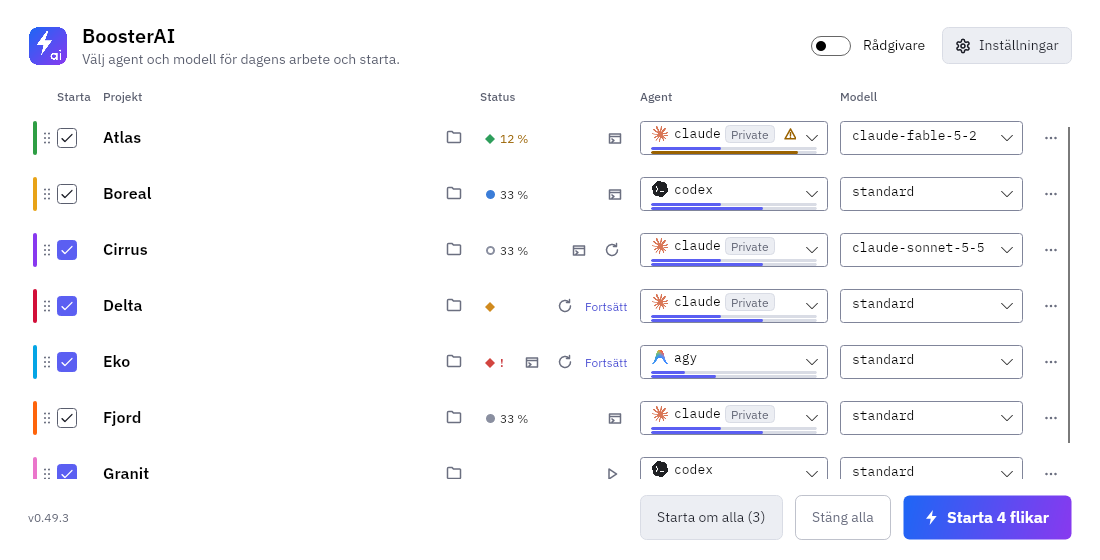 ai
BoosterAI
Välj agent och modell för dagens arbete och starta.
Rådgivare
Inställningar
Starta Projekt Status Agent Modell
Atlas 12 % claude Private claude-fable-5-2
Boreal 33 % codex standard
Cirrus 33 % claude Private claude-sonnet-5-5
Delta Fortsätt claude Private standard
Eko ! Fortsätt agy standard
Fjord 33 % claude Private standard
Granit codex standard
v0.49.3
Starta om alla (3)
Stäng alla
Starta 4 flikar